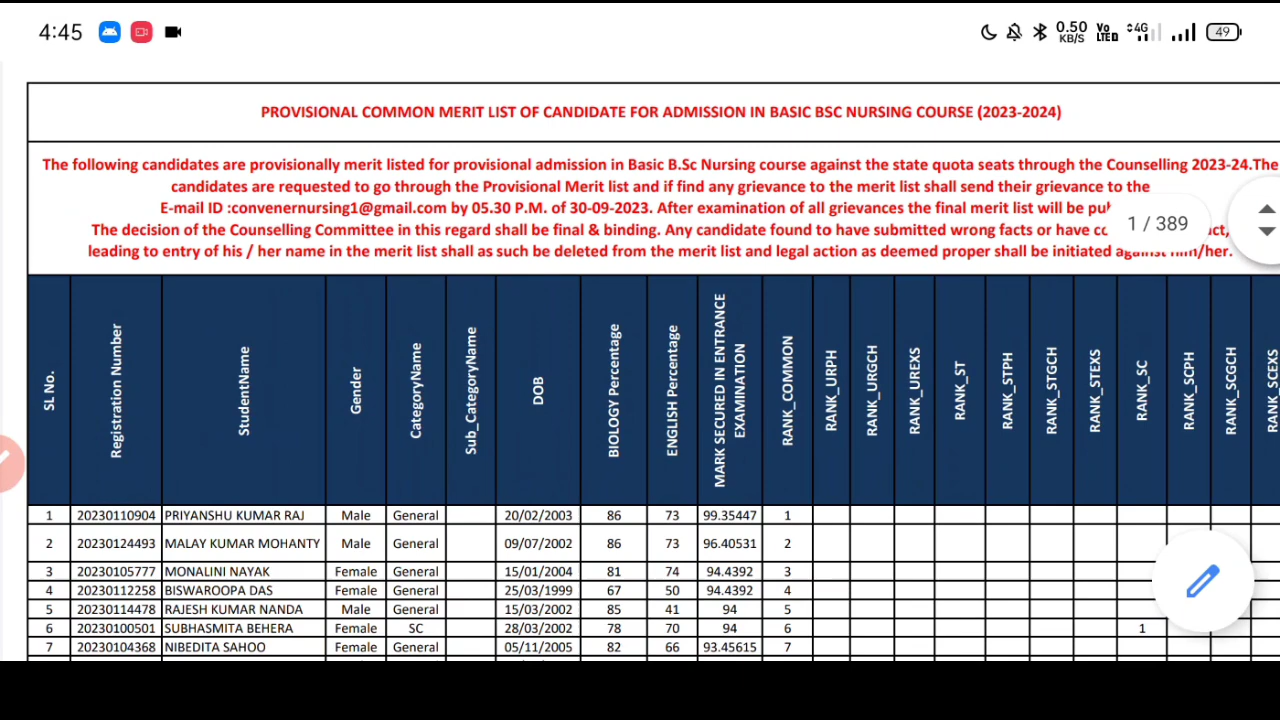 4:45
0.50 KB/S
Vo LTE
4G
49
PROVISIONAL COMMON MERIT LIST OF CANDIDATE FOR ADMISSION IN BASIC BSC NURSING COURSE (2023-2024)
The following candidates are provisionally merit listed for provisional admission in Basic B.Sc Nursing course against the state quota seats through the Counselling 2023-24.The
candidates are requested to go through the Provisional Merit list and if find any grievance to the merit list shall send their grievance to the
E-mail ID :convenernursing1@gmail.com by 05.30 P.M. of 30-09-2023. After examination of all grievances the final merit list will be
1 / 389
The decision of the Counselling Committee in this regard shall be final & binding. Any candidate found to have submitted wrong facts or have
leading to entry of his / her name in the merit list shall as such be deleted from the merit list and legal action as deemed proper shall be initiated against him/her.
SL No. Registration Number StudentName Gender CategoryName Sub_CategoryName DOB BIOLOGY Percentage ENGLISH Percentage MARK SECURED IN ENTRANCE EXAMINATION RANK_COMMON RANK_URPH RANK_URGCH RANK_UREXS RANK_ST RANK_STPH RANK_STGCH RANK_STEXS RANK_SC RANK_SCPH RANK_SCGCH RANK_SCEXS
1 20230110904 PRIYANSHU KUMAR RAJ Male General 20/02/2003 86 73 99.35447 1
2 20230124493 MALAY KUMAR MOHANTY Male General 09/07/2002 86 73 96.40531 2
3 20230105777 MONALINI NAYAK Female General 15/01/2004 81 74 94.4392 3
4 20230112258 BISWAROOPA DAS Female General 25/03/1999 67 50 94.4392 4
5 20230114478 RAJESH KUMAR NANDA Male General 15/03/2002 85 41 94 5
6 20230100501 SUBHASMITA BEHERA Female SC 28/03/2002 78 70 94 6 1
7 20230104368 NIBEDITA SAHOO Female General 05/11/2005 82 66 93.45615 7